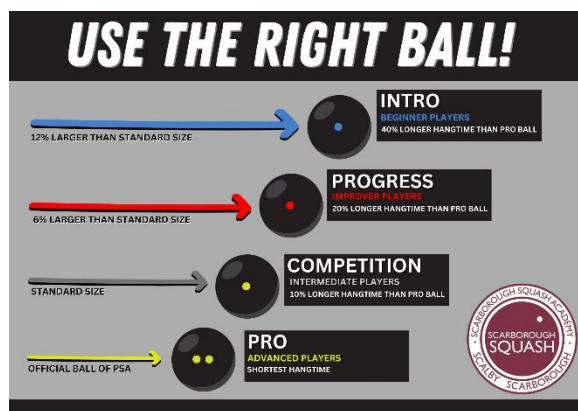 USE THE RIGHT BALL!
INTRO
BEGINNER PLAYERS
40% LONGER HANGTIME THAN PRO BALL
12% LARGER THAN STANDARD SIZE
PROGRESS
IMPROVER PLAYERS
20% LONGER HANGTIME THAN PRO BALL
6% LARGER THAN STANDARD SIZE
COMPETITION
INTERMEDIATE PLAYERS
10% LONGER HANGTIME THAN PRO BALL
STANDARD SIZE
PRO
ADVANCED PLAYERS
SHORTEST HANGTIME
OFFICIAL BALL OF PSA
SCARBOROUGH SQUASH ACADEMY
SCARBOROUGH
SQUASH
SCALBY SCARBOROUGH